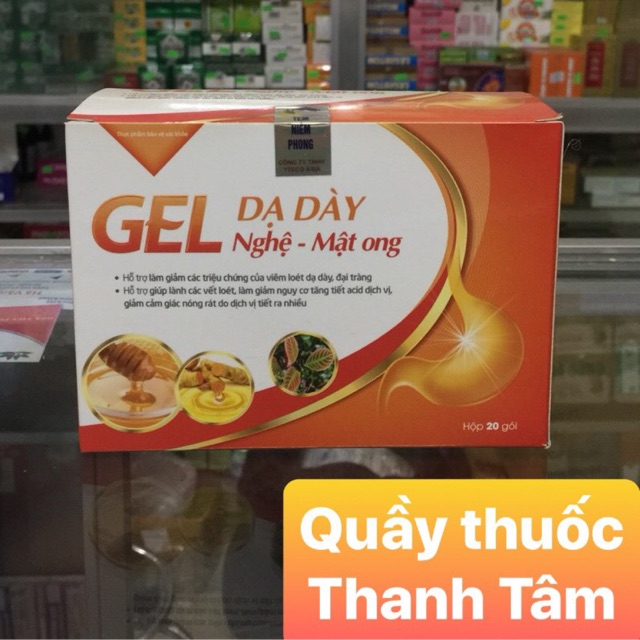 Thực phẩm bảo vệ sức khỏe
NIÊM
PHONG
CÔNG TY TNHH
GEL DẠ DÀY
Nghệ - Mật ong
• Hỗ trợ làm giảm các triệu chứng của viêm loét dạ dày, đại tràng
• Hỗ trợ giúp lành các vết loét, làm giảm nguy cơ tăng tiết acid dịch vị,
giảm cảm giác nóng rát do dịch vị tiết ra nhiều
Hộp 20 gói
Quầy thuốc
Thanh Tâm